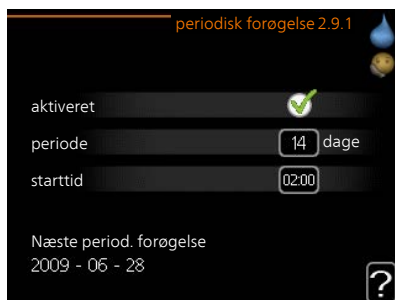 periodisk forøgelse 2.9.1
aktiveret
periode 14 dage
starttid 02:00
Næste period. forøgelse
2009 - 06 - 28
?